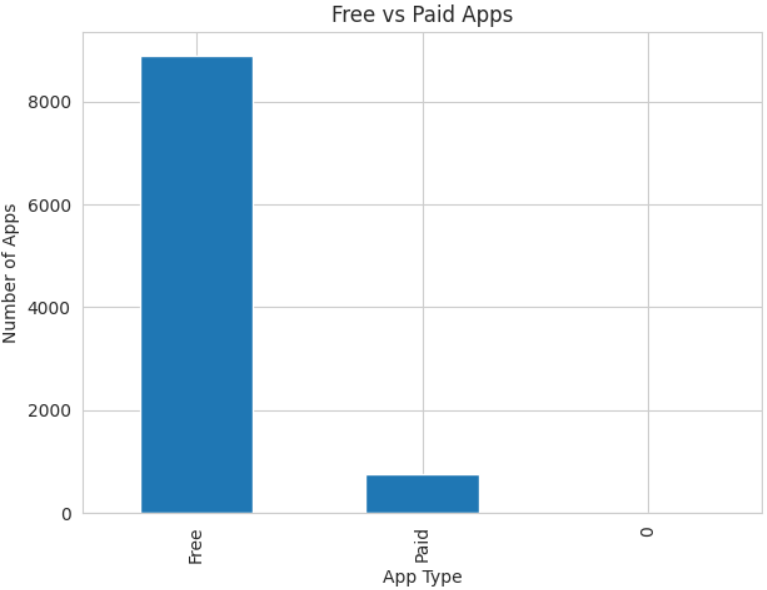 Free vs Paid Apps
Number of Apps
8000
6000
4000
2000
0
Free
Paid
0
App Type